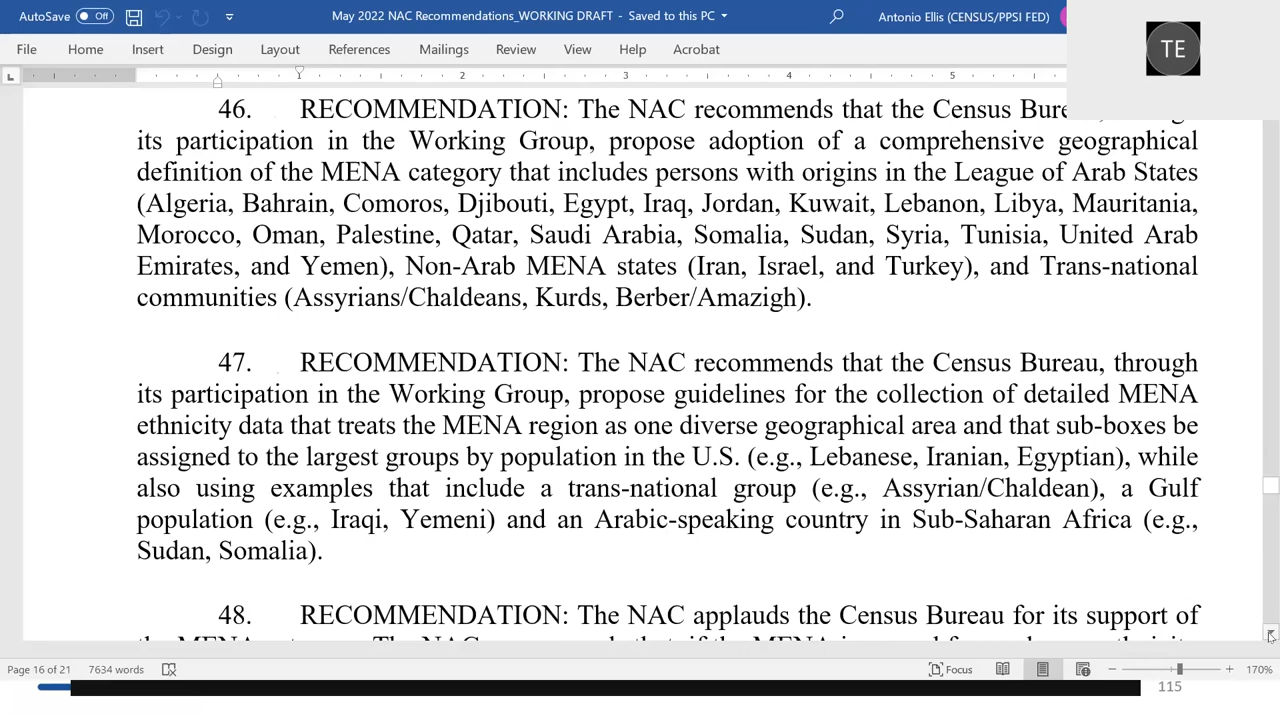 AutoSave Off May 2022 NAC Recommendations_WORKING DRAFT - Saved to this PC Antonio Ellis (CENSUS/PPSI FED)
TE
File Home Insert Design Layout References Mailings Review View Help Acrobat
1 2 3 4 5
46. RECOMMENDATION: The NAC recommends that the Census
its participation in the Working Group, propose adoption of a comprehensive geographical
definition of the MENA category that includes persons with origins in the League of Arab States
(Algeria, Bahrain, Comoros, Djibouti, Egypt, Iraq, Jordan, Kuwait, Lebanon, Libya, Mauritania,
Morocco, Oman, Palestine, Qatar, Saudi Arabia, Somalia, Sudan, Syria, Tunisia, United Arab
Emirates, and Yemen), Non-Arab MENA states (Iran, Israel, and Turkey), and Trans-national
communities (Assyrians/Chaldeans, Kurds, Berber/Amazigh).
47. RECOMMENDATION: The NAC recommends that the Census Bureau, through
its participation in the Working Group, propose guidelines for the collection of detailed MENA
ethnicity data that treats the MENA region as one diverse geographical area and that sub-boxes be
assigned to the largest groups by population in the U.S. (e.g., Lebanese, Iranian, Egyptian), while
also using examples that include a trans-national group (e.g., Assyrian/Chaldean), a Gulf
population (e.g., Iraqi, Yemeni) and an Arabic-speaking country in Sub-Saharan Africa (e.g.,
Sudan, Somalia).
48. RECOMMENDATION: The NAC applauds the Census Bureau for its support of
Page 16 of 21 7634 words Focus 170%
115